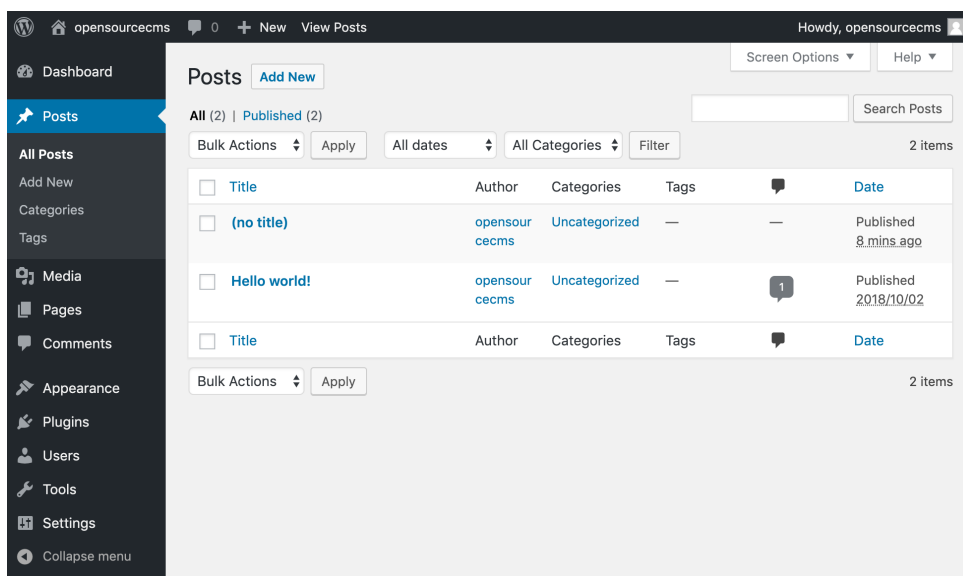 opensourcecms 0 New View Posts Howdy, opensourcecms
Dashboard
Posts
All Posts
Add New
Categories
Tags
Media
Pages
Comments
Appearance
Plugins
Users
Tools
Settings
Collapse menu
Screen Options ▼ Help ▼
Posts Add New
All (2) | Published (2)
Search Posts
Bulk Actions Apply All dates All Categories Filter 2 items
Title Author Categories Tags Date
(no title) opensour Uncategorized — — Published
cecms 8 mins ago
Hello world! opensour Uncategorized — 1 Published
cecms 2018/10/02
Title Author Categories Tags Date
Bulk Actions Apply 2 items